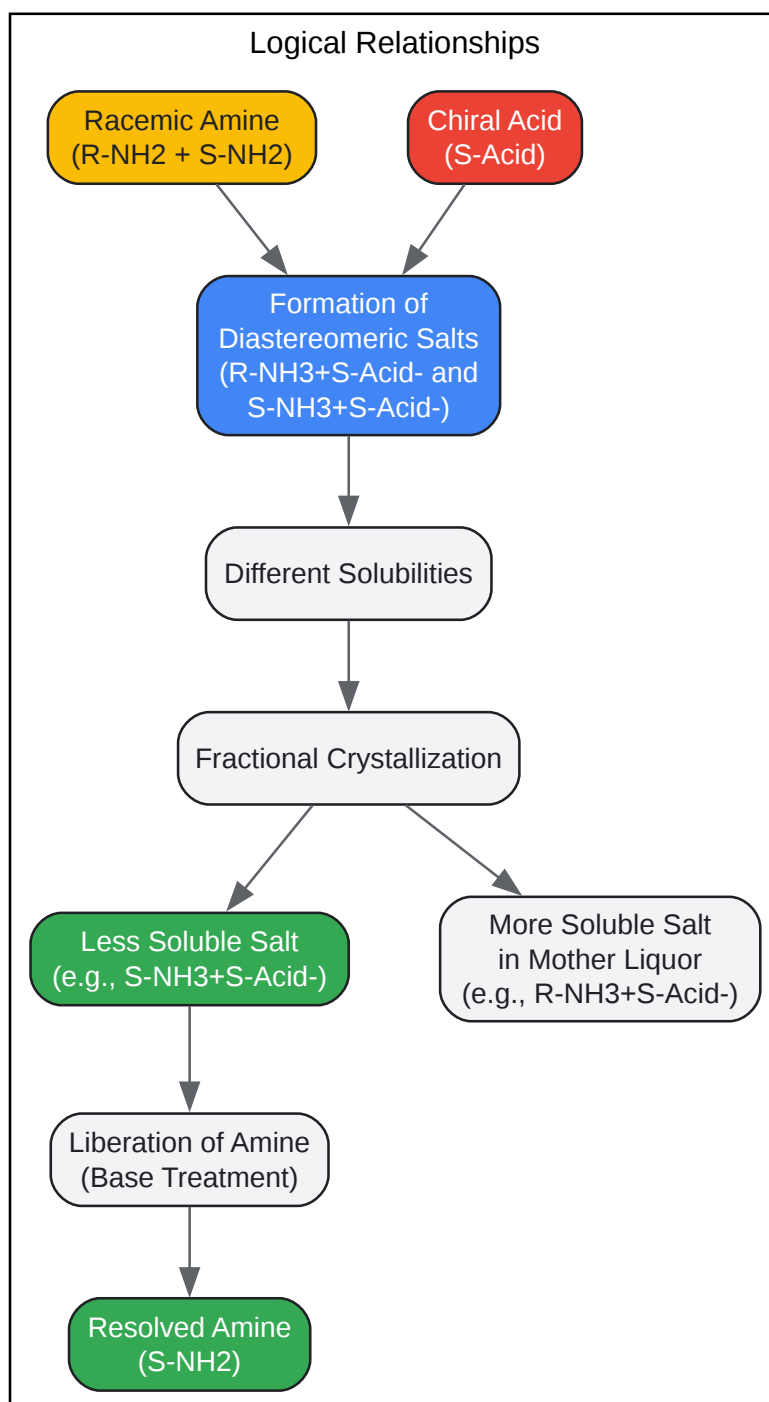 Logical Relationships
Racemic Amine
(R-NH2 + S-NH2)
Chiral Acid
(S-Acid)
Formation of
Diastereomeric Salts
(R-NH3+S-Acid- and
S-NH3+S-Acid-)
Different Solubilities
Fractional Crystallization
Less Soluble Salt
(e.g., S-NH3+S-Acid-)
More Soluble Salt
in Mother Liquor
(e.g., R-NH3+S-Acid-)
Liberation of Amine
(Base Treatment)
Resolved Amine
(S-NH2)